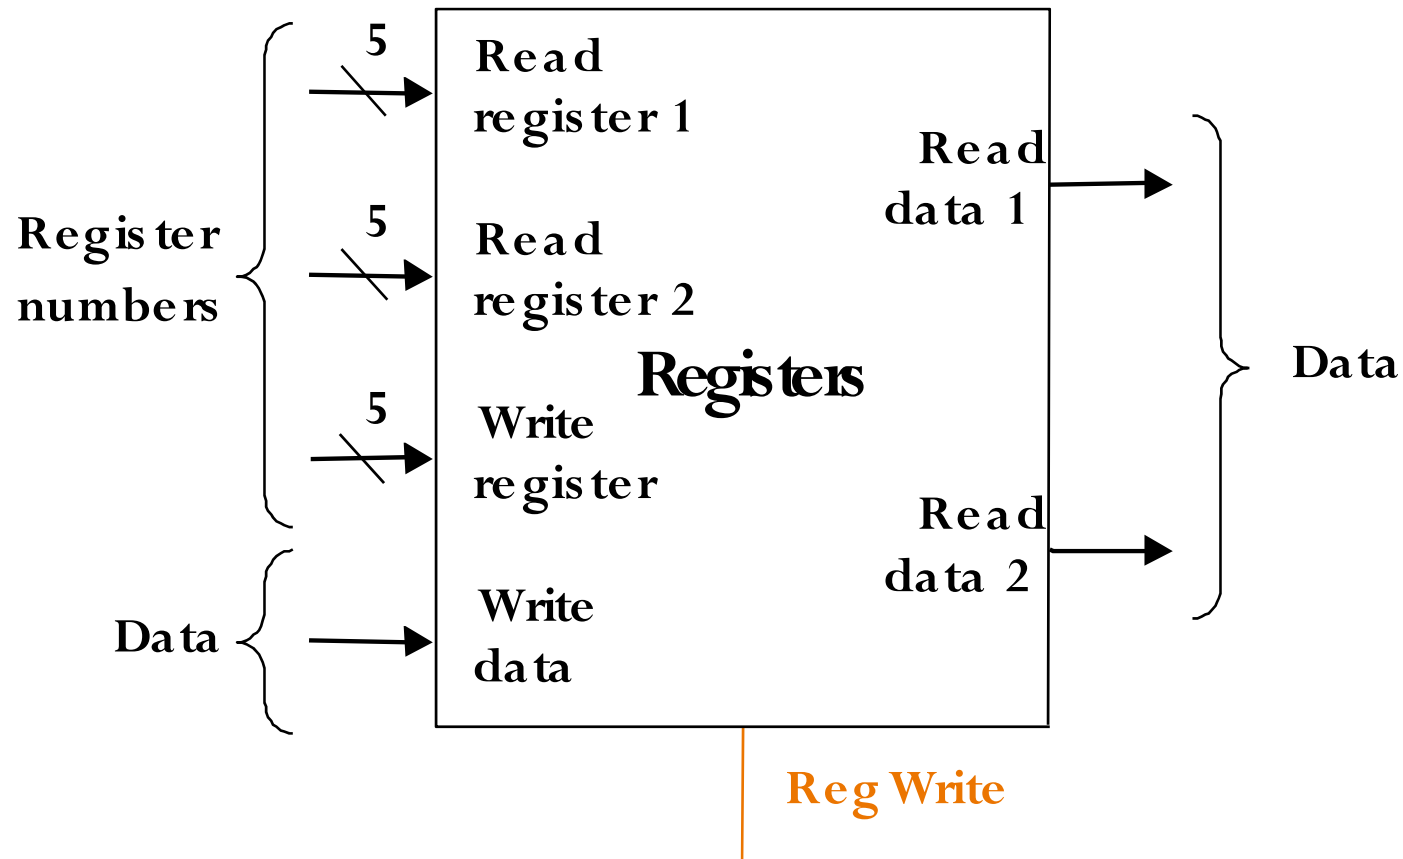 5
Read
register 1
Read
data 1
5
Read
register 2
Register
numbers
Registers
Data
5
Write
register
Read
data 2
Write
data
Data
Reg Write